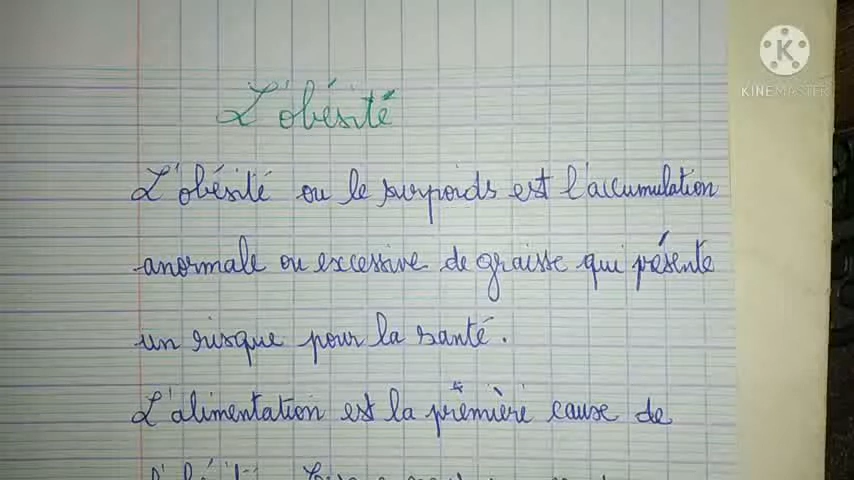 K
KINEMASTER
L'obésité
L'obésité ou le surpoids est l'accumulation
anormale ou excessive de graisse qui présente
un risque pour la santé.
L'alimentation est la première cause de